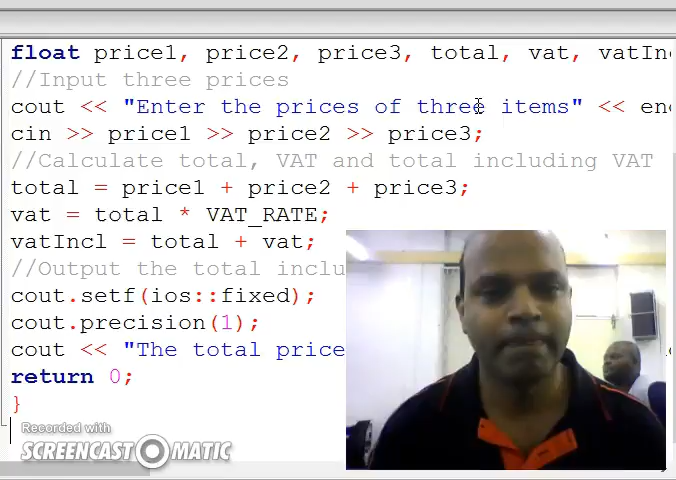 float price1, price2, price3, total, vat, vatIn
//Input three prices
cout << "Enter the prices of three items" << en
cin >> price1 >> price2 >> price3;
//Calculate total, VAT and total including VAT
total = price1 + price2 + price3;
vat = total * VAT_RATE;
vatIncl = total + vat;
//Output the total inclu
cout.setf(ios::fixed);
cout.precision(1);
cout << "The total price
return 0;
}
Recorded with
SCREENCAST MATIC